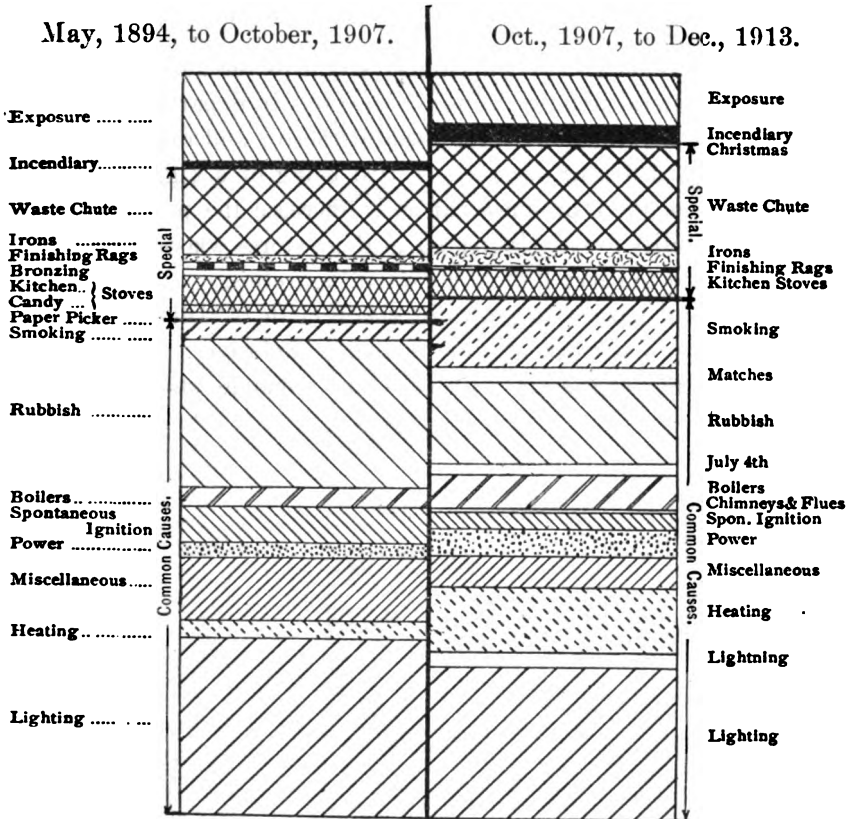 May, 1894, to October, 1907.
Oct., 1907, to Dec., 1913.
Exposure ..... .....
Incendiary...........
Waste Chute .....
Irons ............
Finishing Rags
Bronzing
Kitchen.. } Stoves
Candy ...
Paper Picker ......
Smoking ...... .....
Rubbish ............
Boilers.. ............
Spontaneous
Ignition
Power ................
Miscellaneous.....
Heating.. .. ........
Lighting ..... . ...
Special
Common Causes.
Exposure
Incendiary
Christmas
Waste Chute
Irons
Finishing Rags
Kitchen Stoves
Smoking
Matches
Rubbish
July 4th
Boilers
Chimneys & Flues
Spon. Ignition
Power
Miscellaneous
Heating
Lightning
Lighting
Special.
Common Causes.